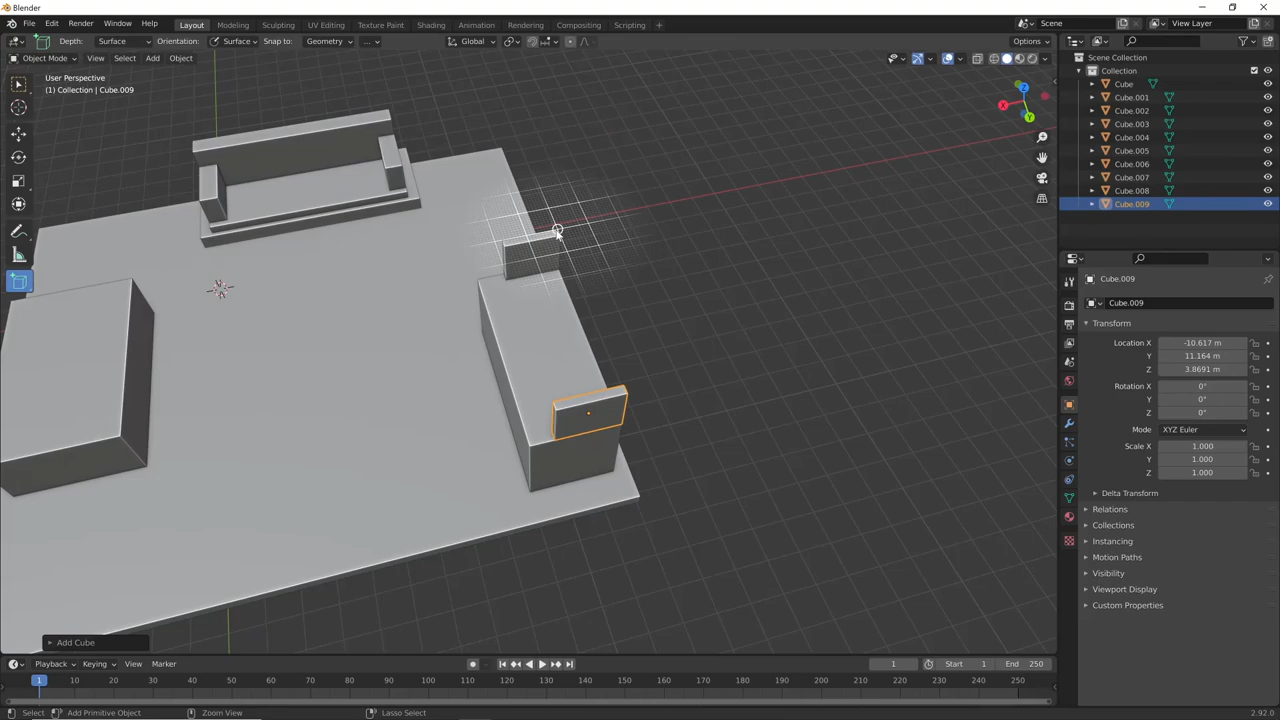 Blender
File Edit Render Window Help
Layout Modeling Sculpting UV Editing Texture Paint Shading Animation Rendering Compositing Scripting +
Scene
View Layer
Depth: Surface Orientation: Surface Snap to: Geometry ...
Global
Options
Object Mode View Select Add Object
User Perspective
(1) Collection | Cube.009
Z
X
Y
Scene Collection
Collection
Cube
Cube.001
Cube.002
Cube.003
Cube.004
Cube.005
Cube.006
Cube.007
Cube.008
Cube.009
Cube.009
Cube.009
Transform
Location X -10.617 m
Y 11.164 m
Z 3.8691 m
Rotation X 0°
Y 0°
Z 0°
Mode XYZ Euler
Scale X 1.000
Y 1.000
Z 1.000
Delta Transform
Relations
Collections
Instancing
Motion Paths
Visibility
Viewport Display
Custom Properties
Add Cube
Playback Keying View Marker
1 Start 1 End 250
1 10 20 30 40 50 60 70 80 90 100 110 120 130 140 150 160 170 180 190 200 210 220 230 240 250
Select Add Primitive Object Zoom View Lasso Select 2.92.0